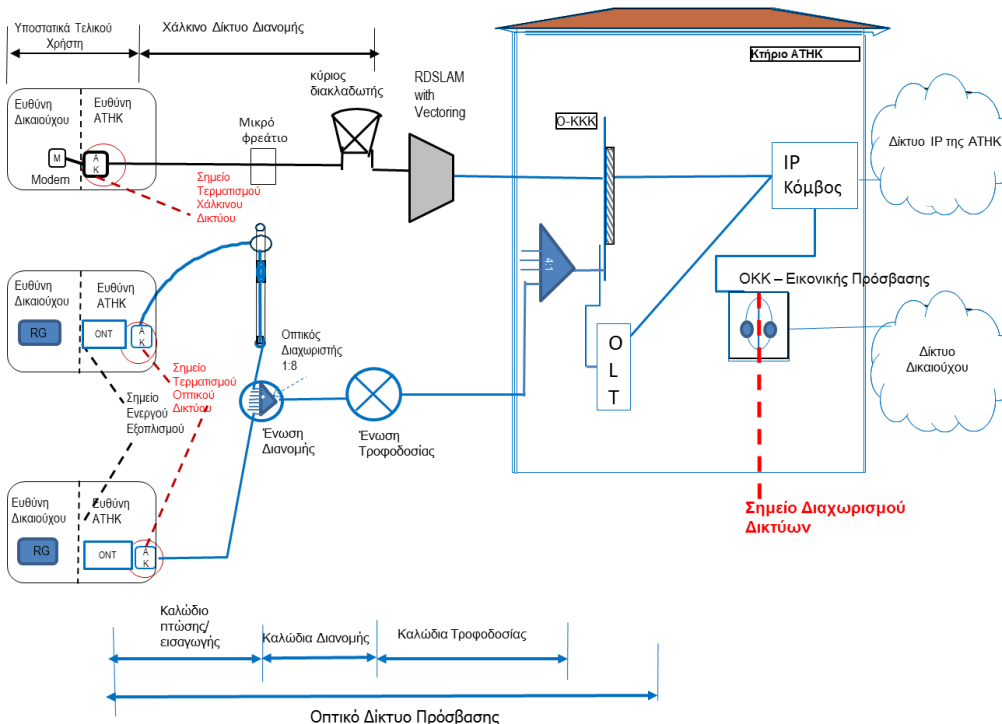 Υποστατικά Τελικού
Χρήστη
Χάλκινο Δίκτυο Διανομής
Ευθύνη
Δικαιούχου
Ευθύνη
ΑΤΗΚ
M
Modem
A
K
Σημείο
Τερματισμού
Χάλκινου
Δικτύου
Μικρό
φρεάτιο
κύριος
διακλαδωτής
RDSLAM
with
Vectoring
Κτήριο ΑΤΗΚ
Ο-ΚΚΚ
IP
Κόμβος
Δίκτυο IP της ΑΤΗΚ
4:1
ΟΚΚ – Εικονικής Πρόσβασης
O
L
T
Δίκτυο
Δικαιούχου
Σημείο Διαχωρισμού
Δικτύων
Ευθύνη
Δικαιούχου
Ευθύνη
ΑΤΗΚ
RG
ONT
A
K
Σημείο
Τερματισμού
Οπτικού
Δικτύου
Σημείο
Ενεργού
Εξοπλισμού
Οπτικός
Διαχωριστής
1:8
Ένωση
Διανομής
Ένωση
Τροφοδοσίας
Ευθύνη
Δικαιούχου
Ευθύνη
ΑΤΗΚ
RG
ONT
A
K
Καλώδιο
πτώσης/
εισαγωγής
Καλώδια Διανομής
Καλώδια Τροφοδοσίας
Οπτικό Δίκτυο Πρόσβασης